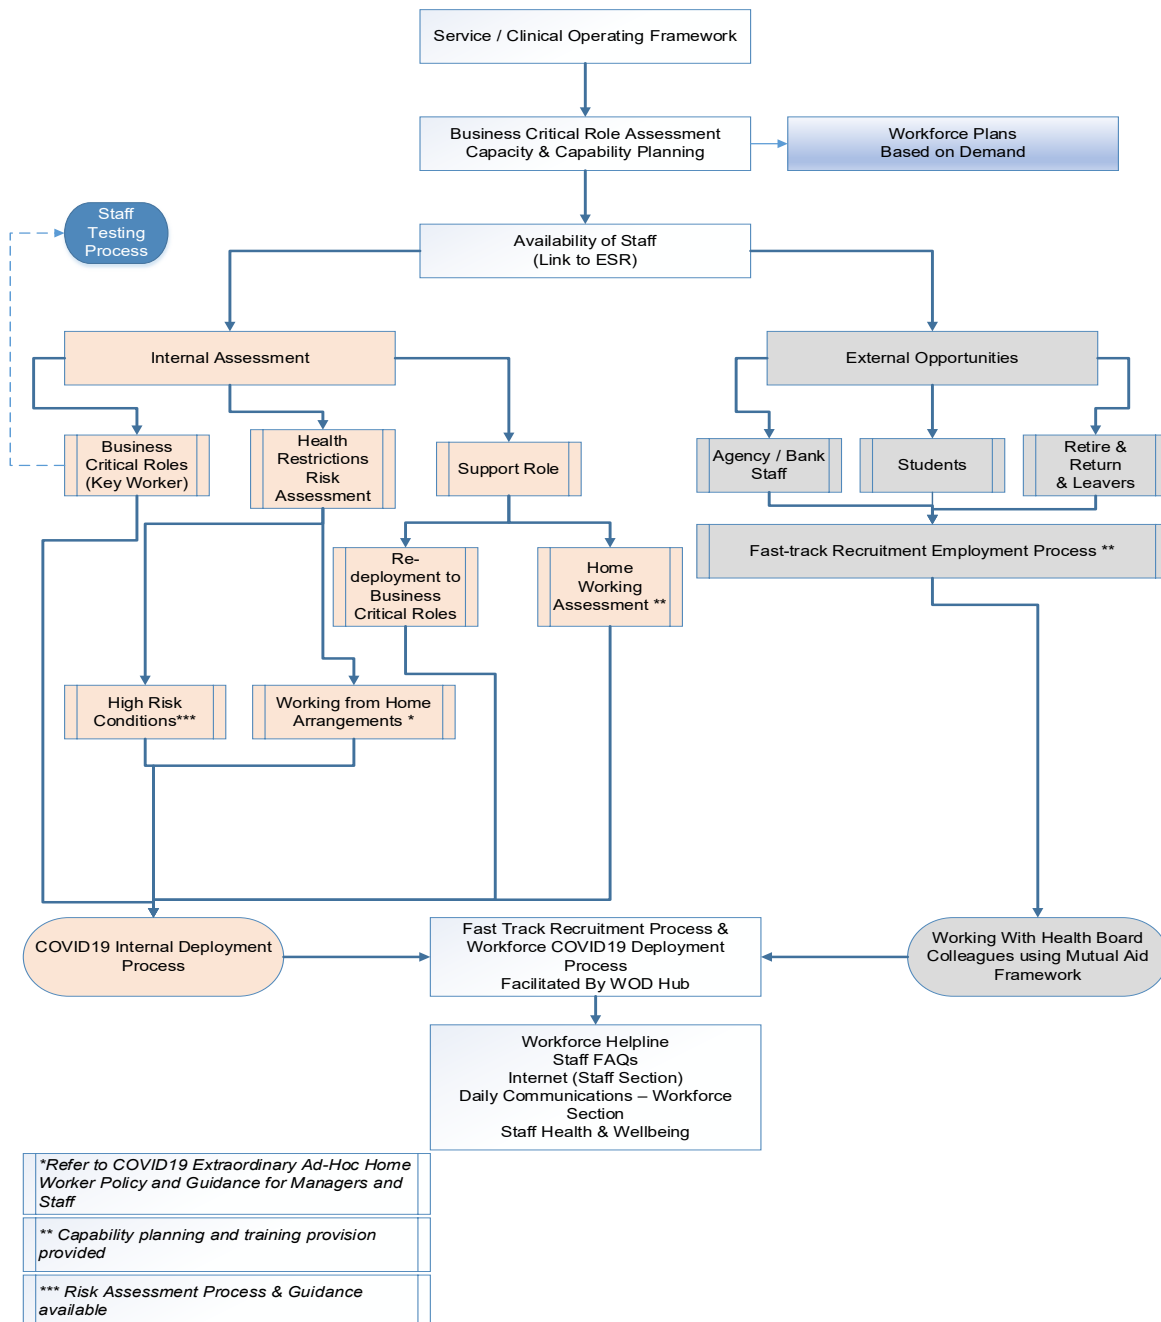 Service / Clinical Operating Framework
Business Critical Role Assessment
Capacity & Capability Planning
Workforce Plans
Based on Demand
Staff
Testing
Process
Availability of Staff
(Link to ESR)
Internal Assessment
External Opportunities
Business
Critical Roles
(Key Worker)
Health
Restrictions
Risk
Assessment
Support Role
Agency / Bank
Staff
Students
Retire &
Return
& Leavers
Re-
deployment to
Business
Critical Roles
Home
Working
Assessment **
Fast-track Recruitment Employment Process **
High Risk
Conditions***
Working from Home
Arrangements *
COVID19 Internal Deployment
Process
Fast Track Recruitment Process &
Workforce COVID19 Deployment
Process
Facilitated By WOD Hub
Working With Health Board
Colleagues using Mutual Aid
Framework
Workforce Helpline
Staff FAQs
Internet (Staff Section)
Daily Communications – Workforce
Section
Staff Health & Wellbeing
*Refer to COVID19 Extraordinary Ad-Hoc Home
Worker Policy and Guidance for Managers and
Staff
** Capability planning and training provision
provided
*** Risk Assessment Process & Guidance
available